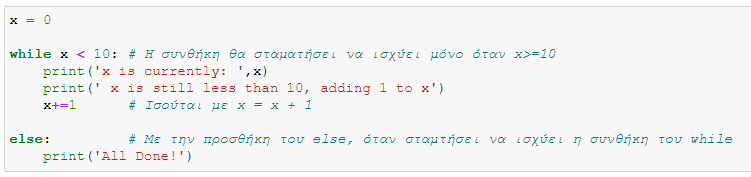 x = 0
while x < 10: # Η συνθήκη θα σταματήσει να ισχύει μόνο όταν x>=10
print('x is currently: ',x)
print(' x is still less than 10, adding 1 to x')
x+=1 # Ισούται με x = x + 1
else: # Με την προσθήκη του else, όταν σταμτήσει να ισχύει η συνθήκη του while
print('All Done!')